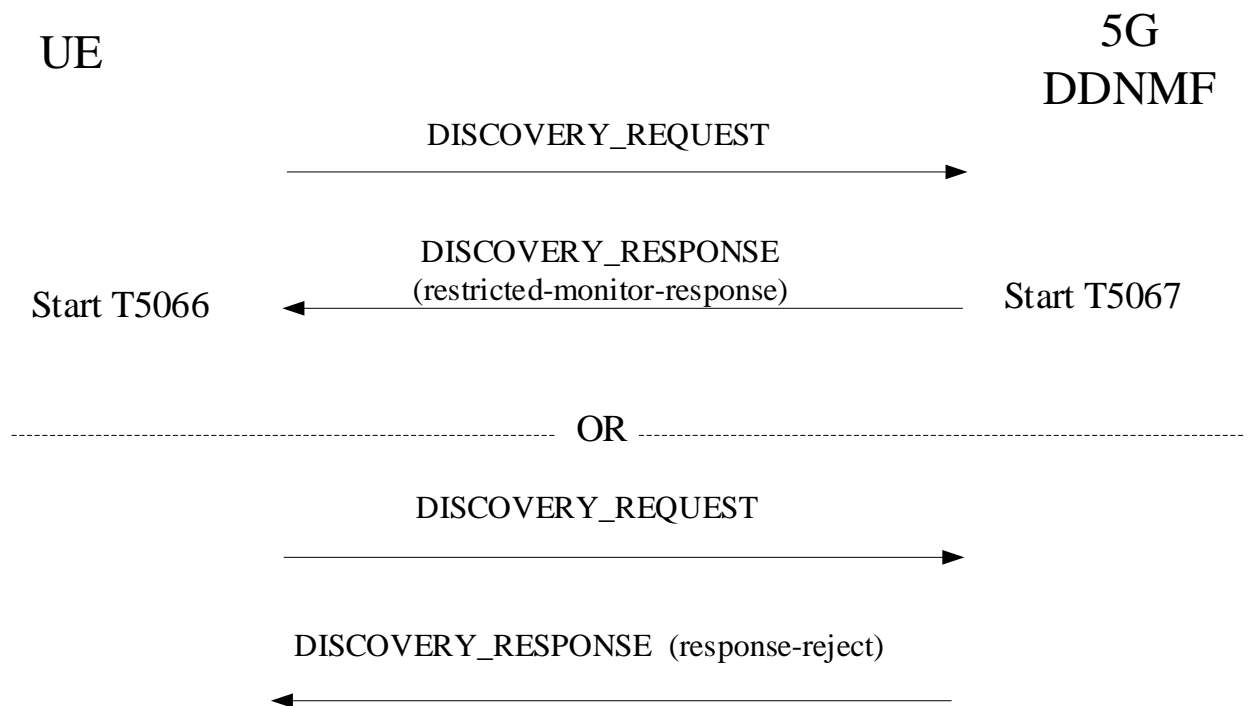 UE
5G
DDNMF
DISCOVERY_REQUEST
DISCOVERY_RESPONSE
(restricted-monitor-response)
Start T5066
Start T5067
OR
DISCOVERY_REQUEST
DISCOVERY_RESPONSE (response-reject)